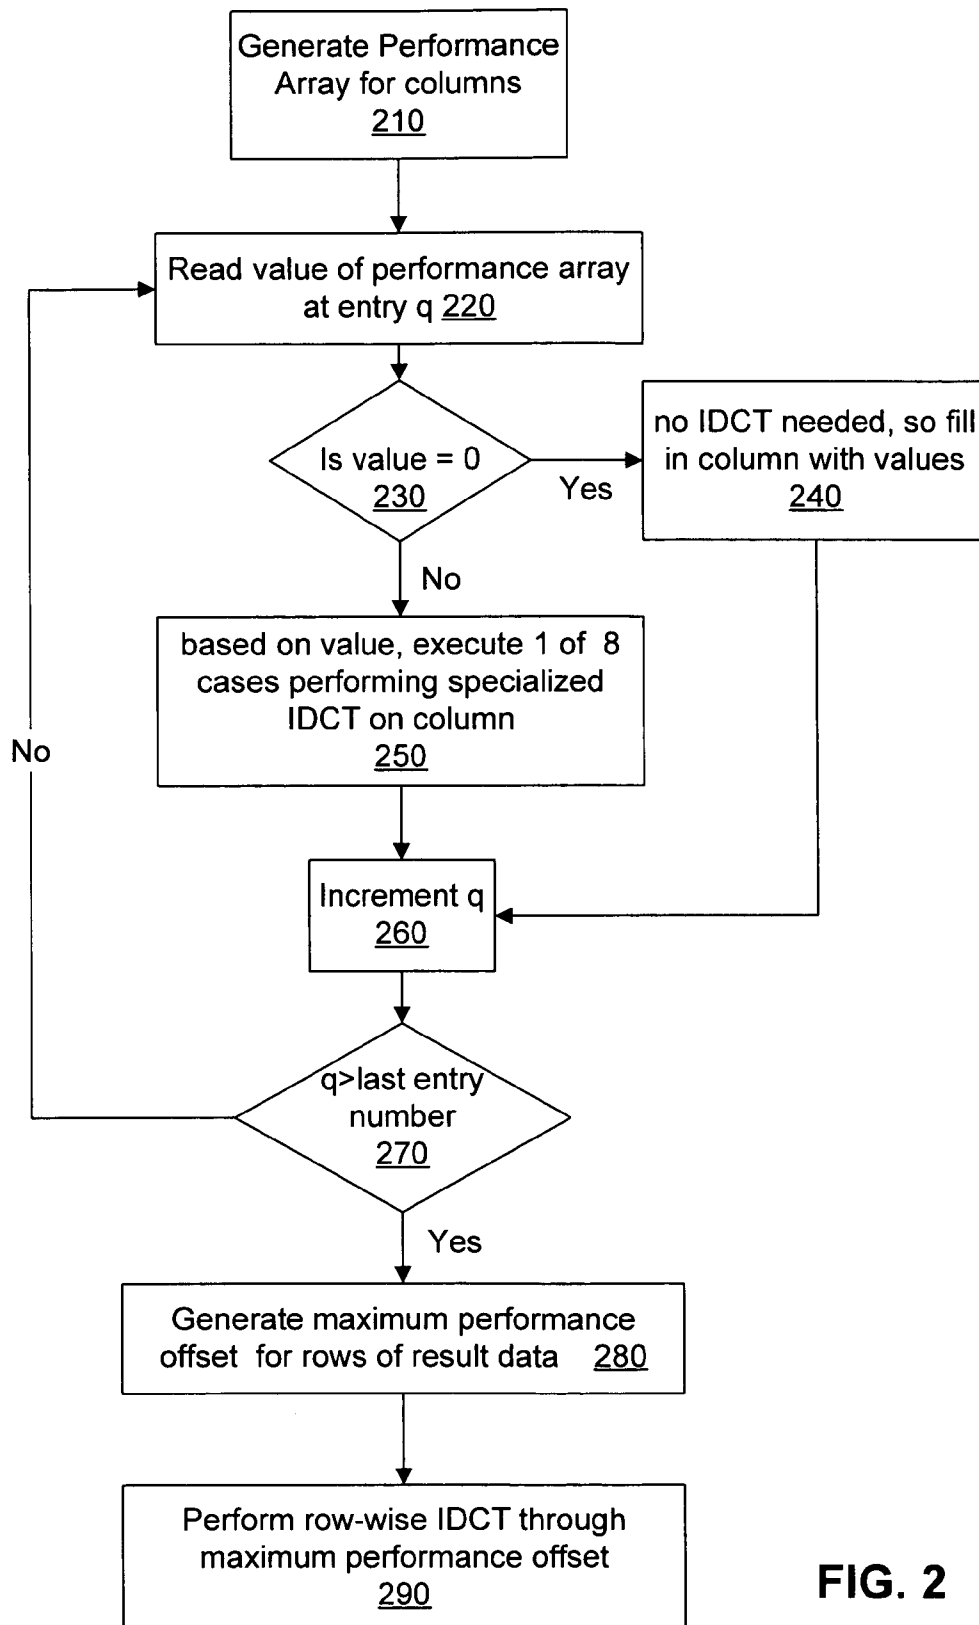 Generate Performance
Array for columns
210
Read value of performance array
at entry q 220
Is value = 0
230
Yes
no IDCT needed, so fill
in column with values
240
No
based on value, execute 1 of 8
cases performing specialized
IDCT on column
250
No
Increment q
260
q>last entry
number
270
Yes
Generate maximum performance
offset for rows of result data 280
Perform row-wise IDCT through
maximum performance offset
290
FIG. 2